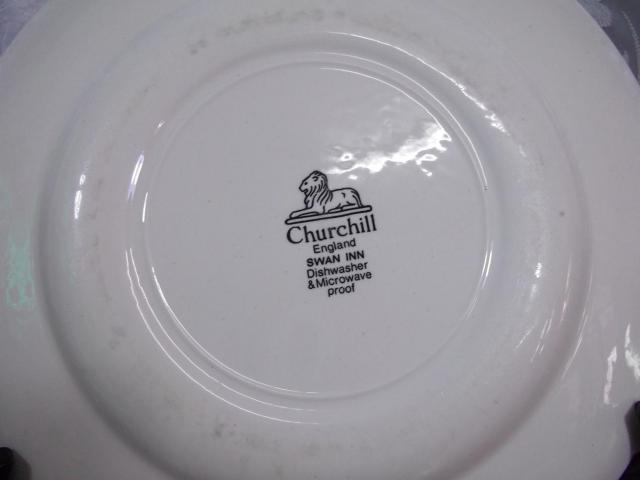 Churchill
England
SWAN INN
Dishwasher
& Microwave
proof